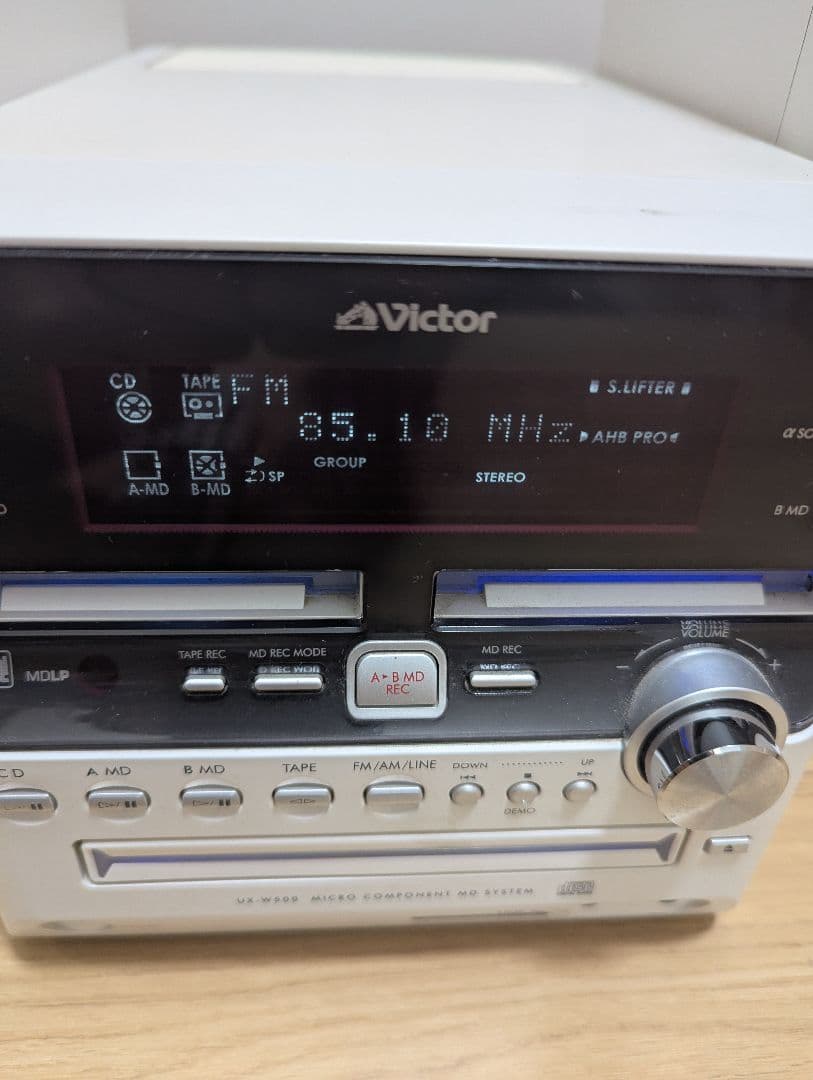 Victor
CD TAPE FM S.LIFTER
85.10 MHz AHB PRO
GROUP STEREO
A-MD B-MD SP
B MD
TAPE REC MD REC MODE MD REC VOLUME
MDLP
A▸B MD
REC
− +
CD A MD B MD TAPE FM/AM/LINE DOWN UP
DEMO
UX-W500 MICRO COMPONENT MD SYSTEM